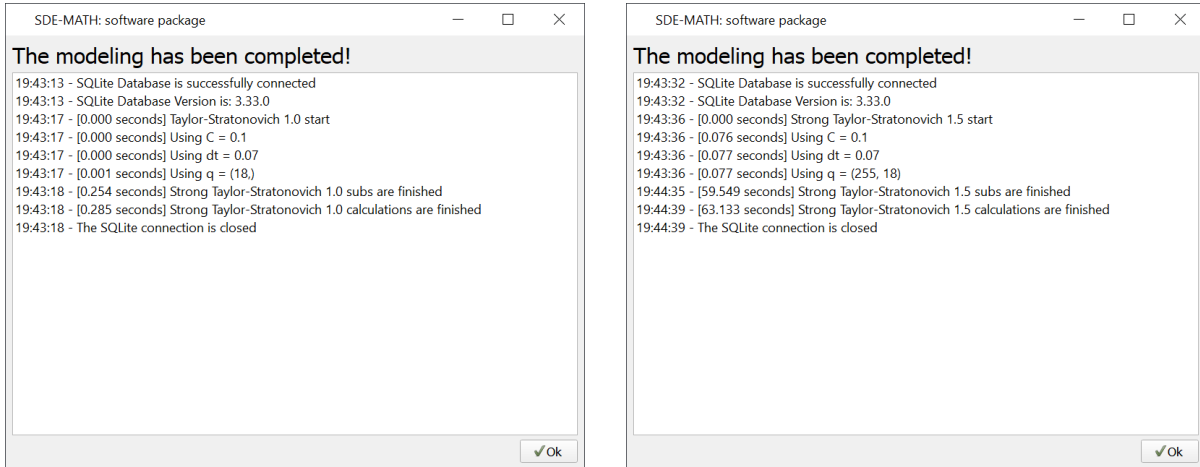 SDE-MATH: software package
The modeling has been completed!
19:43:13 - SQLite Database is successfully connected
19:43:13 - SQLite Database Version is: 3.33.0
19:43:17 - [0.000 seconds] Taylor-Stratonovich 1.0 start
19:43:17 - [0.000 seconds] Using C = 0.1
19:43:17 - [0.000 seconds] Using dt = 0.07
19:43:17 - [0.001 seconds] Using q = (18,)
19:43:18 - [0.254 seconds] Strong Taylor-Stratonovich 1.0 subs are finished
19:43:18 - [0.285 seconds] Strong Taylor-Stratonovich 1.0 calculations are finished
19:43:18 - The SQLite connection is closed
Ok
SDE-MATH: software package
The modeling has been completed!
19:43:32 - SQLite Database is successfully connected
19:43:32 - SQLite Database Version is: 3.33.0
19:43:36 - [0.000 seconds] Strong Taylor-Stratonovich 1.5 start
19:43:36 - [0.076 seconds] Using C = 0.1
19:43:36 - [0.077 seconds] Using dt = 0.07
19:43:36 - [0.077 seconds] Using q = (255, 18)
19:44:35 - [59.549 seconds] Strong Taylor-Stratonovich 1.5 subs are finished
19:44:39 - [63.133 seconds] Strong Taylor-Stratonovich 1.5 calculations are finished
19:44:39 - The SQLite connection is closed
Ok